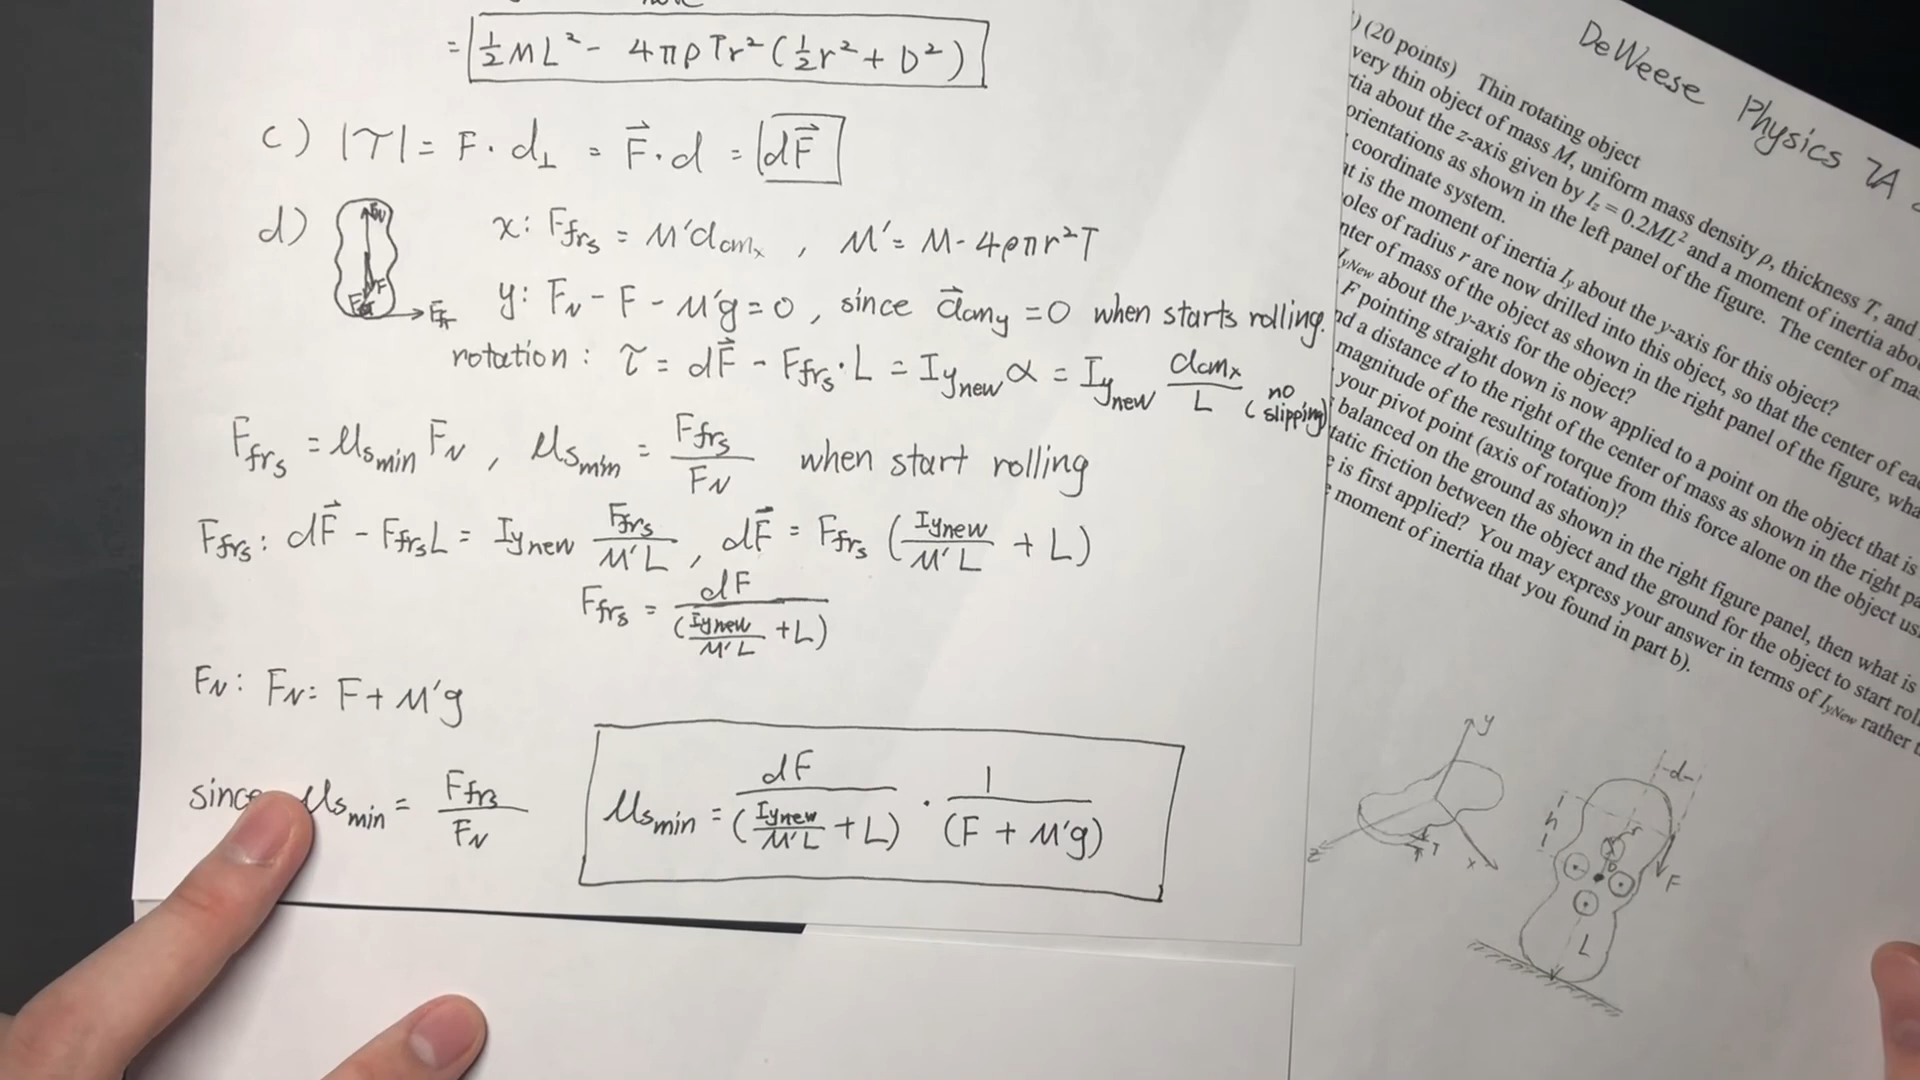 = ½ML² - 4πρTr²(½r² + D²)
c) |τ| = F · d⊥ = F⃗ · d = dF⃗
d) x: Ffrs = M'acmx , M' = M - 4ρπr²T
y: FN - F - M'g = 0 , since a⃗cmy = 0 when starts rolling.
rotation : τ = dF⃗ - Ffrs · L = Iynew α = Iynew acmx / L (no slipping)
Ffrs = μsmin FN , μsmin = Ffrs / FN when start rolling
Ffrs : dF⃗ - FfrsL = Iynew Ffrs / M'L , dF⃗ = Ffrs (Iynew / M'L + L)
Ffrs = dF / (Iynew / M'L + L)
FN : FN = F + M'g
since μsmin = Ffrs / FN
μsmin = dF / (Iynew / M'L + L) · 1 / (F + M'g)
DeWeese Physics 7A
) (20 points) Thin rotating object
very thin object of mass M, uniform mass density ρ, thickness T, and
tia about the z-axis given by Iz = 0.2ML² and a moment of inertia abo
orientations as shown in the left panel of the figure. The center of ma
coordinate system.
at is the moment of inertia Iy about the y-axis for this object?
oles of radius r are now drilled into this object, so that the center of eac
nter of mass of the object as shown in the right panel of the figure, wha
IyNew about the y-axis for the object?
F pointing straight down is now applied to a point on the object that is
nd a distance d to the right of the center of mass as shown in the right pa
magnitude of the resulting torque from this force alone on the object us
your pivot point (axis of rotation)?
balanced on the ground as shown in the right figure panel, then what is
tatic friction between the object and the ground for the object to start rol
e is first applied? You may express your answer in terms of IyNew rather t
e moment of inertia that you found in part b).
y
z
x
T
d
h
r
D
F
L